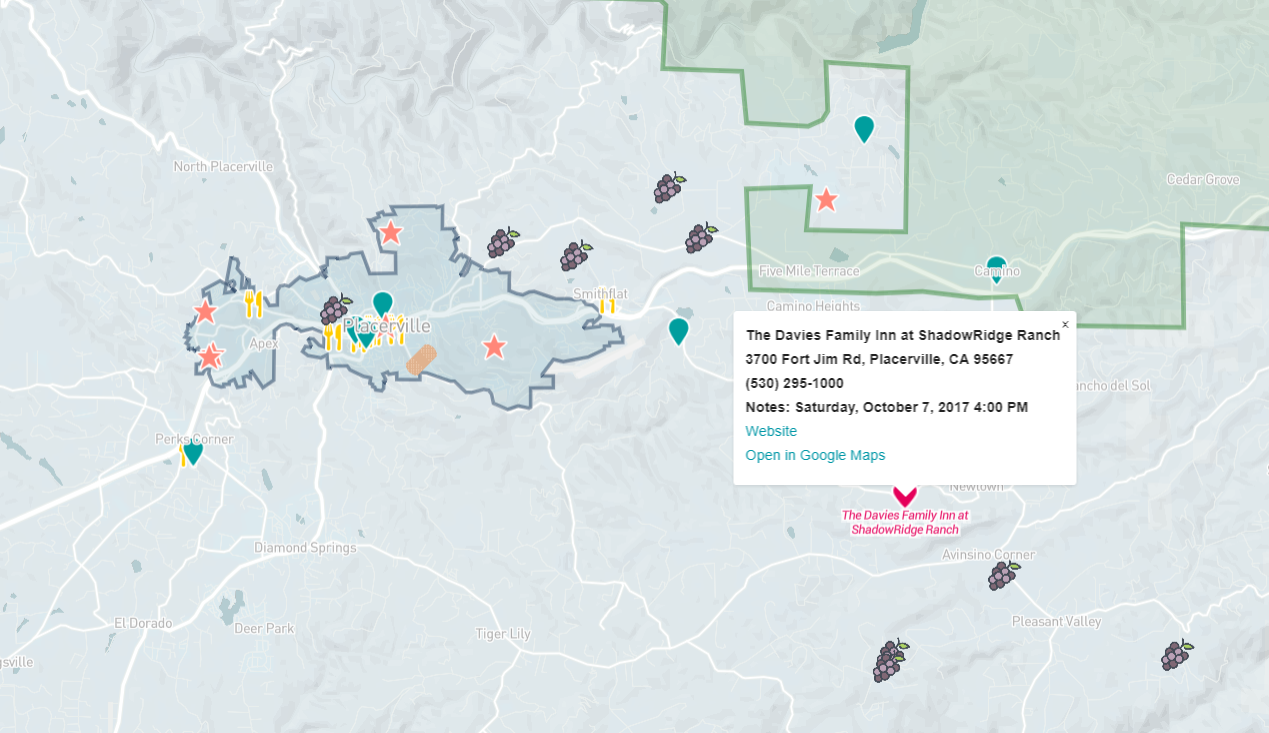 North Placerville
Cedar Grove
Five Mile Terrace
Camino
Smithflat
Camino Heights
Placerville
Apex
The Davies Family Inn at ShadowRidge Ranch
×
3700 Fort Jim Rd, Placerville, CA 95667
(530) 295-1000
Notes: Saturday, October 7, 2017 4:00 PM
Website
Open in Google Maps
ancho del Sol
Perks Corner
Newtown
The Davies Family Inn at
ShadowRidge Ranch
Diamond Springs
Avinsino Corner
El Dorado
Deer Park
Tiger Lily
Pleasant Valley
gsville